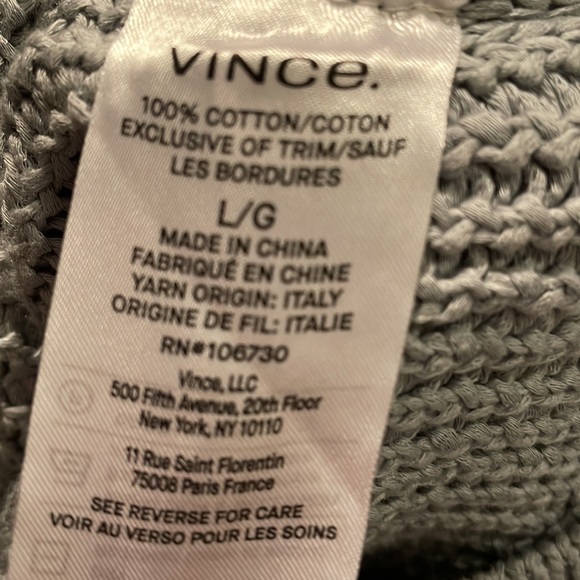 VINCe.
100% COTTON/COTON
EXCLUSIVE OF TRIM/SAUF
LES BORDURES
L/G
MADE IN CHINA
FABRIQUÉ EN CHINE
YARN ORIGIN: ITALY
ORIGINE DE FIL: ITALIE
RN#106730
Vince, LLC
500 Fifth Avenue, 20th Floor
New York, NY 10110
11 Rue Saint Florentin
75008 Paris France
SEE REVERSE FOR CARE
VOIR AU VERSO POUR LES SOINS